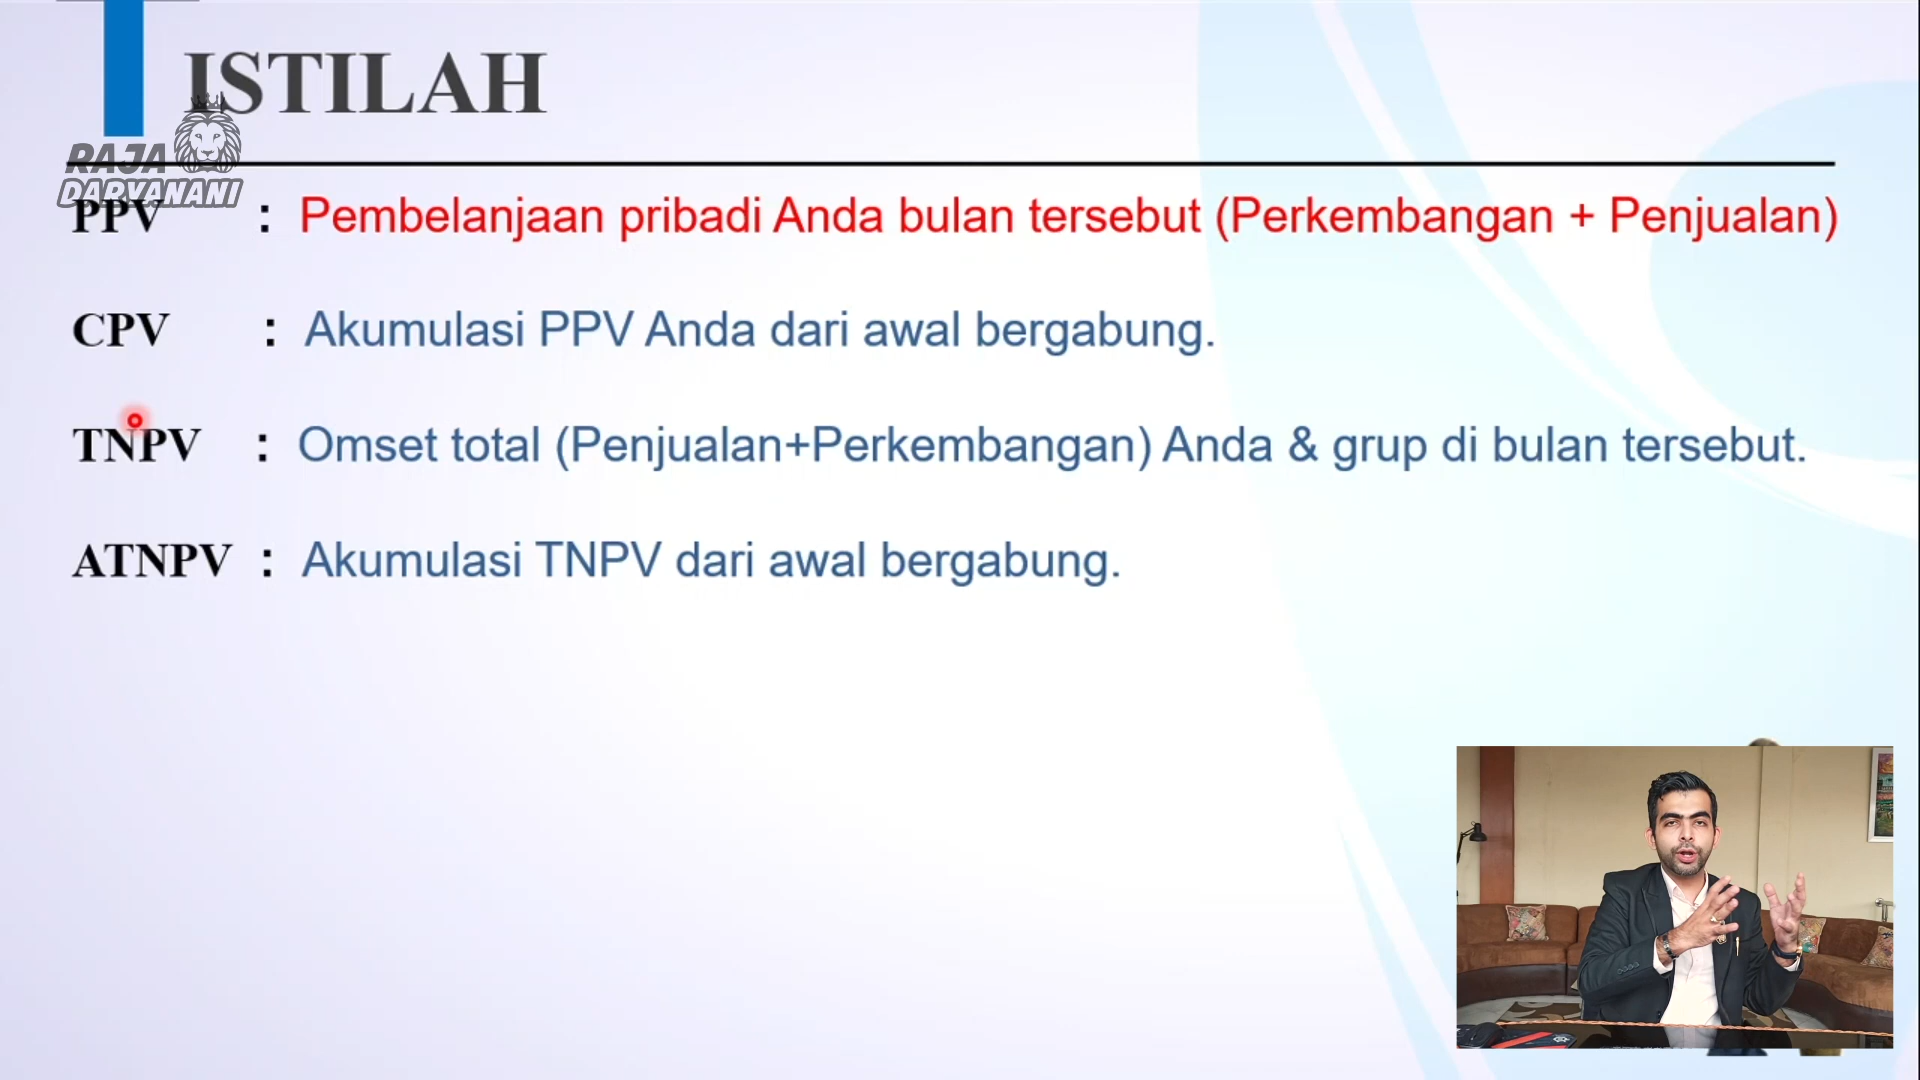 ISTILAH
RAJA
DARYANANI
PPV : Pembelanjaan pribadi Anda bulan tersebut (Perkembangan + Penjualan)
CPV : Akumulasi PPV Anda dari awal bergabung.
TNPV : Omset total (Penjualan+Perkembangan) Anda & grup di bulan tersebut.
ATNPV : Akumulasi TNPV dari awal bergabung.